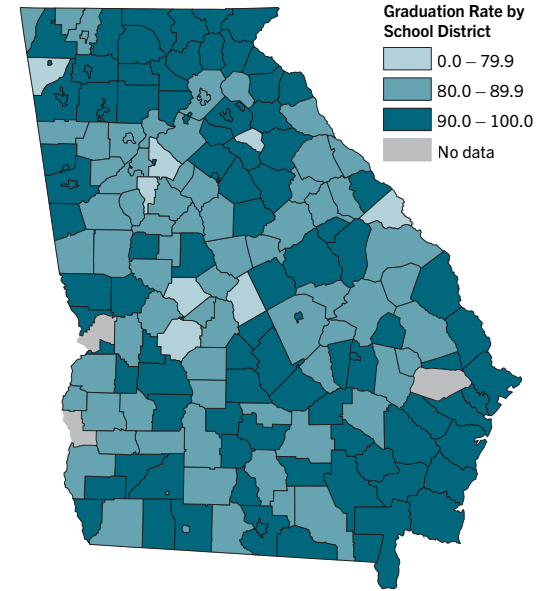 Graduation Rate by
School District
0.0 – 79.9
80.0 – 89.9
90.0 – 100.0
No data